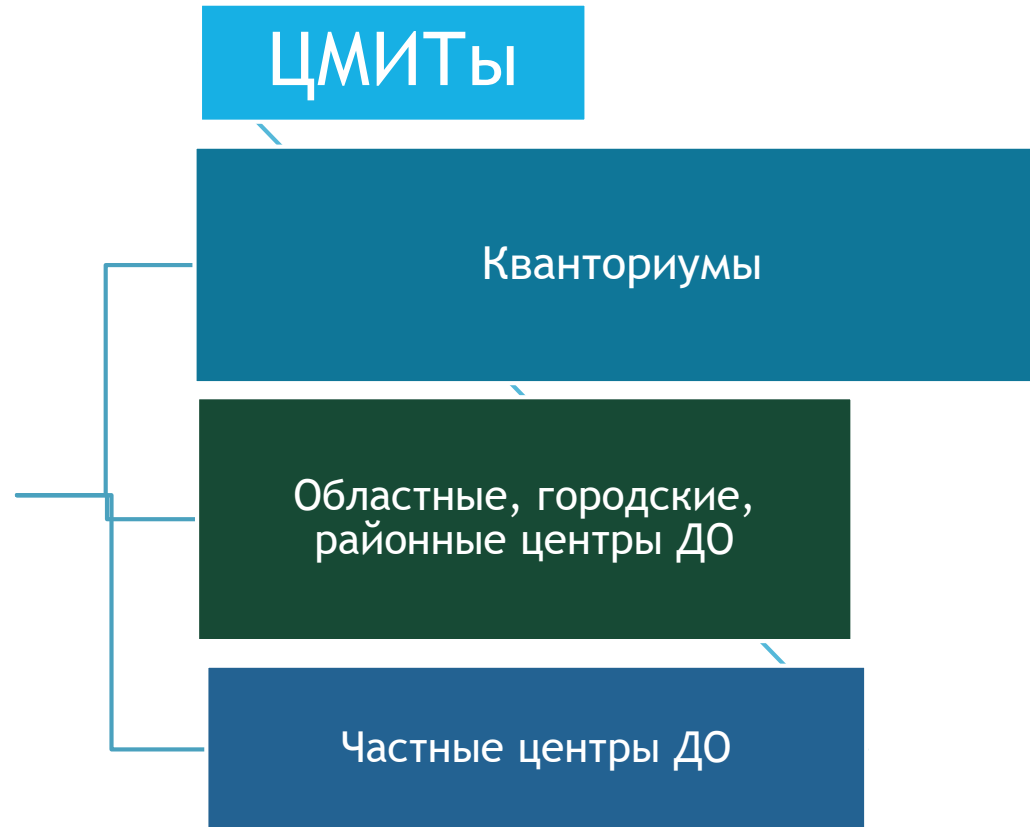 ЦМИТы
Кванториумы
Областные, городские,
районные центры ДО
Частные центры ДО